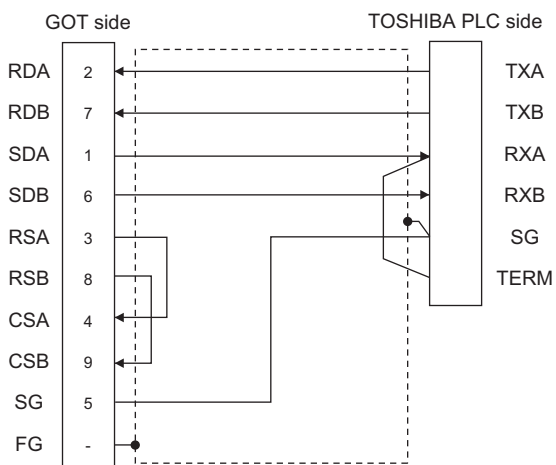 GOT side TOSHIBA PLC side
RDA 2 TXA
RDB 7 TXB
SDA 1 RXA
SDB 6 RXB
RSA 3 SG
RSB 8 TERM
CSA 4
CSB 9
SG 5
FG -